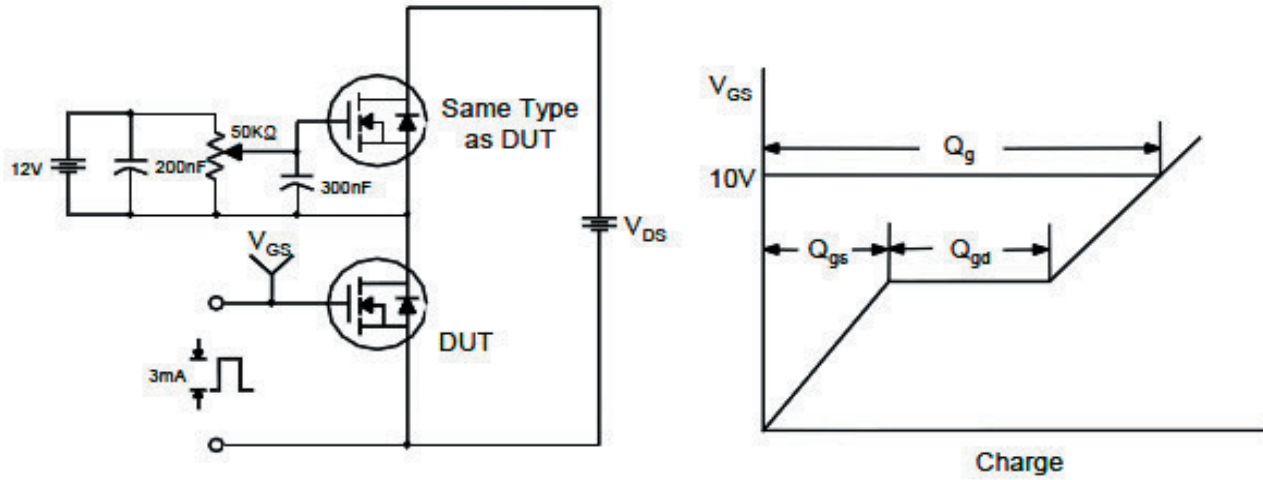 12V
200nF
50KΩ
300nF
Same Type
as DUT
V_DS
V_GS
DUT
3mA
V_GS
10V
Q_g
Q_gs
Q_gd
Charge